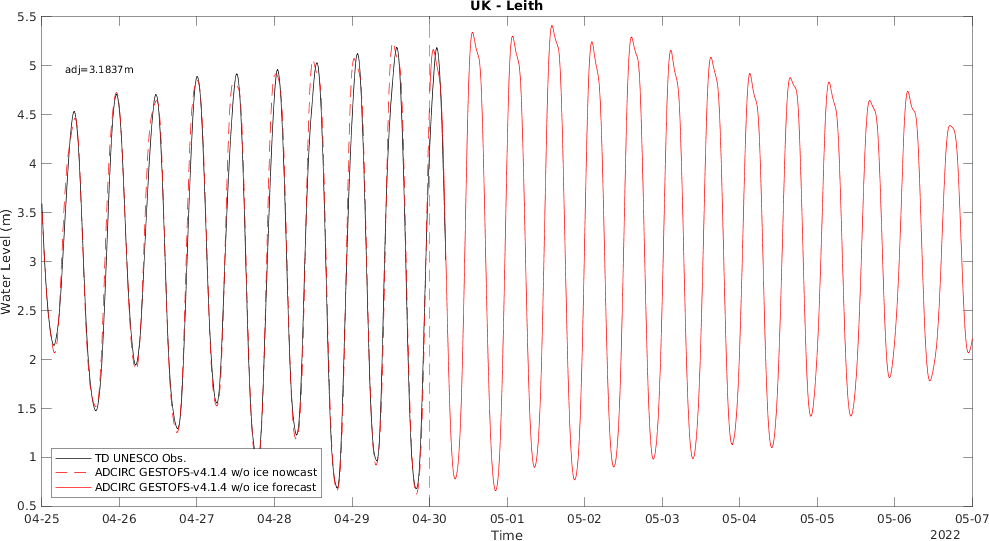 UK - Leith
adj=3.1837m
5.5
5
4.5
4
3.5
3
2.5
2
1.5
1
0.5
Water Level (m)
TD UNESCO Obs.
ADCIRC GESTOFS-v4.1.4 w/o ice nowcast
ADCIRC GESTOFS-v4.1.4 w/o ice forecast
04-25 04-26 04-27 04-28 04-29 04-30 05-01 05-02 05-03 05-04 05-05 05-06 05-07
Time
2022